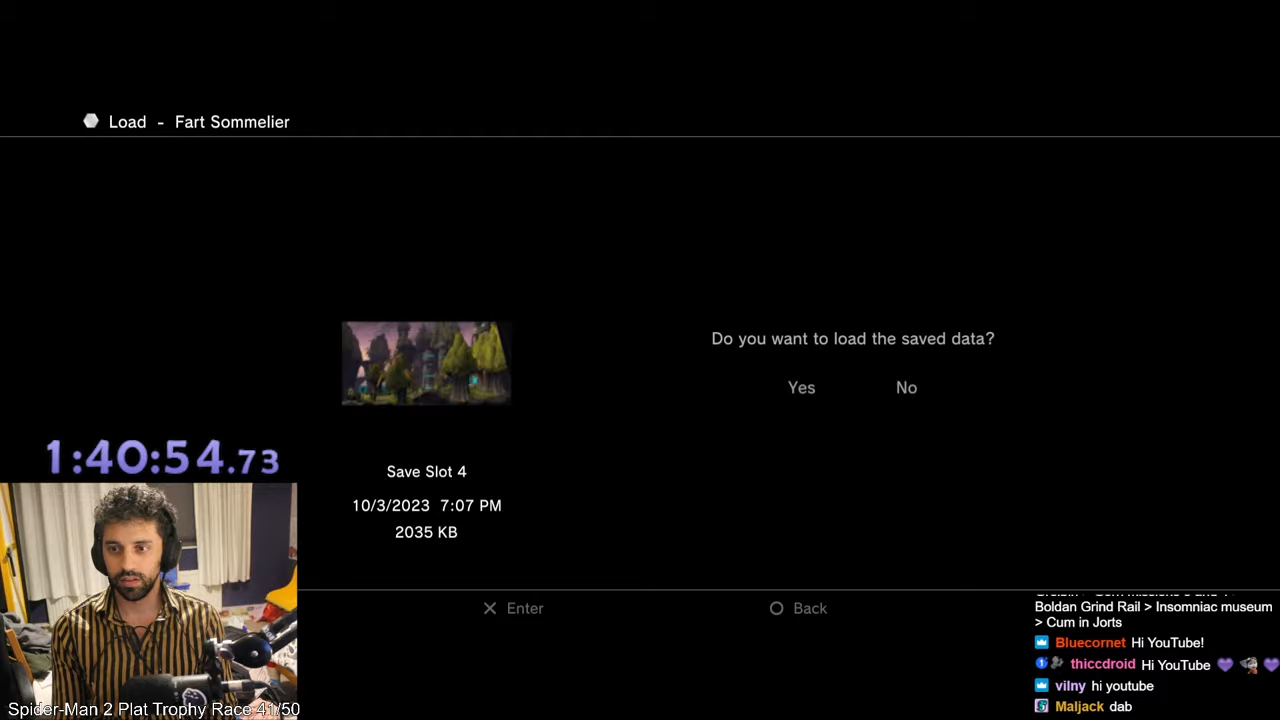 Load - Fart Sommelier
Do you want to load the saved data?
Yes No
1:40:54.73
Save Slot 4
10/3/2023 7:07 PM
2035 KB
Enter Back
Boldan Grind Rail > Insomniac museum
> Cum in Jorts
Bluecornet Hi YouTube!
thiccdroid Hi YouTube
vilny hi youtube
Maljack dab
Spider-Man 2 Plat Trophy Race 41/50